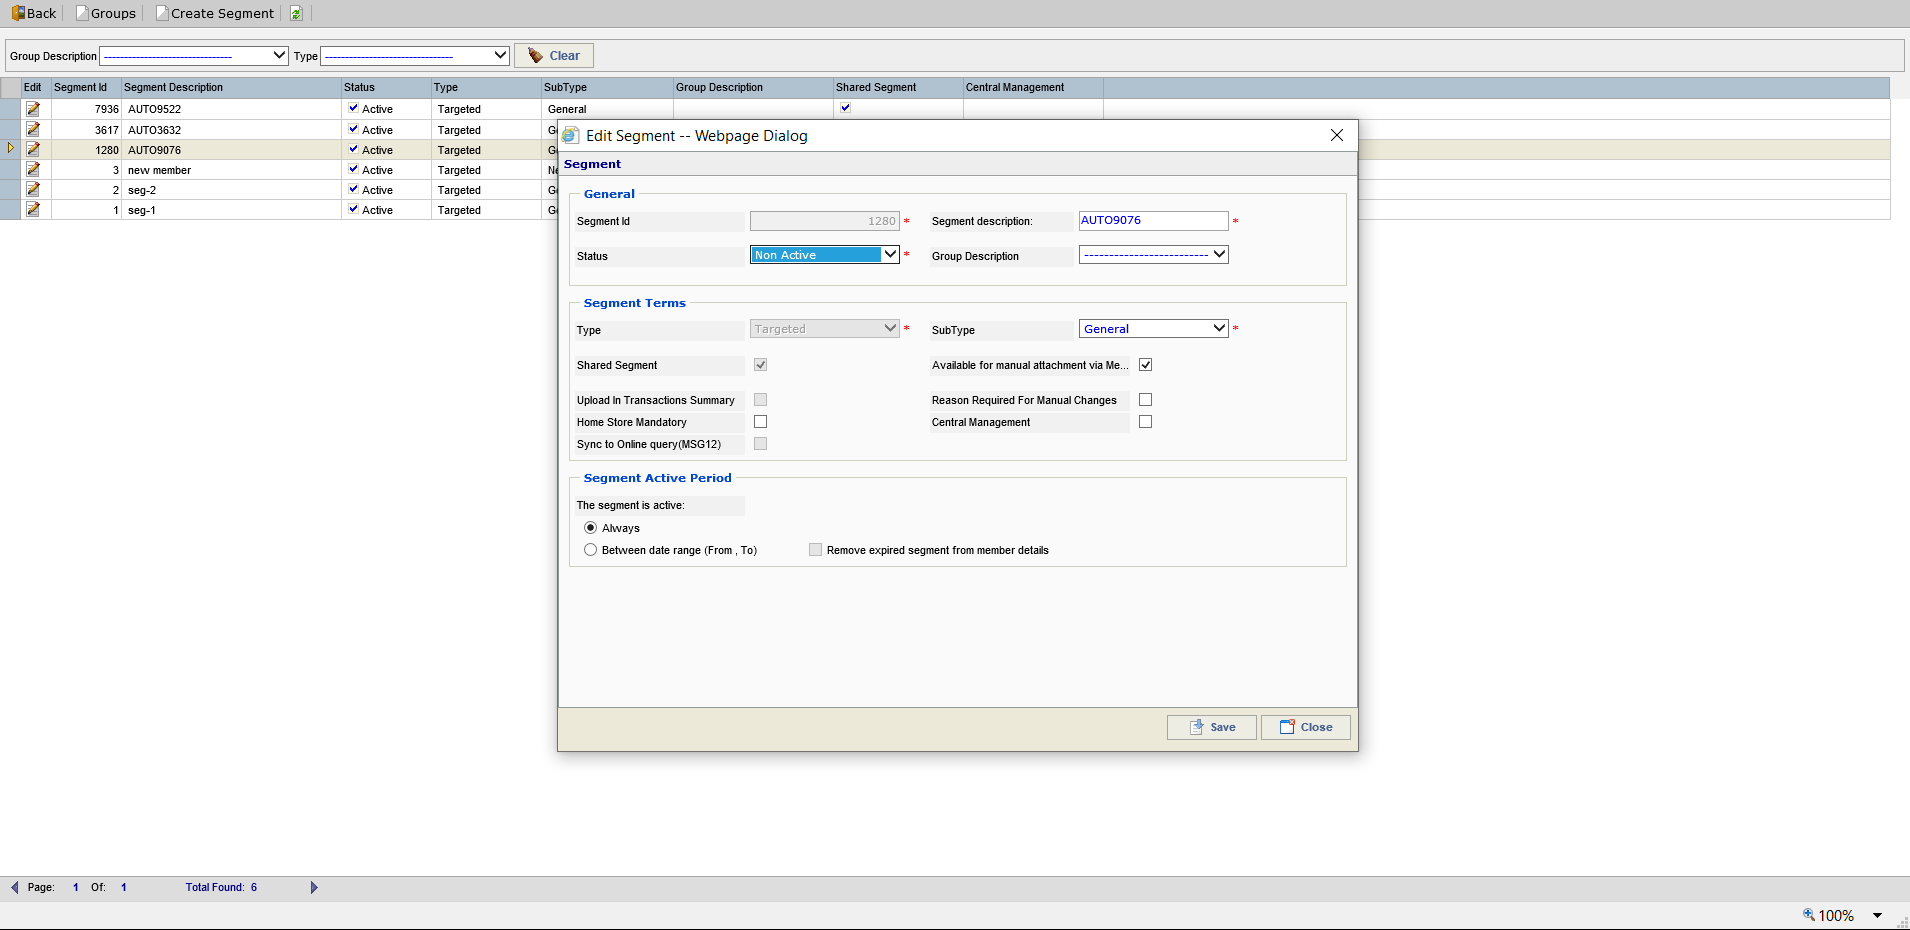 Back Groups Create Segment
Group Description -------------------------------- Type -------------------------------- Clear
Edit Segment Id Segment Description Status Type SubType Group Description Shared Segment Central Management
7936 AUTO9522 Active Targeted General
3617 AUTO3632 Active Targeted
1280 AUTO9076 Active Targeted
3 new member Active Targeted
2 seg-2 Active Targeted
1 seg-1 Active Targeted
Edit Segment -- Webpage Dialog
Segment
General
Segment Id 1280 * Segment description: AUTO9076 *
Status Non Active * Group Description -------------------------
Segment Terms
Type Targeted * SubType General *
Shared Segment Available for manual attachment via Me...
Upload In Transactions Summary Reason Required For Manual Changes
Home Store Mandatory Central Management
Sync to Online query(MSG12)
Segment Active Period
The segment is active:
Always
Between date range (From , To) Remove expired segment from member details
Save Close
Page: 1 Of: 1 Total Found: 6
100%